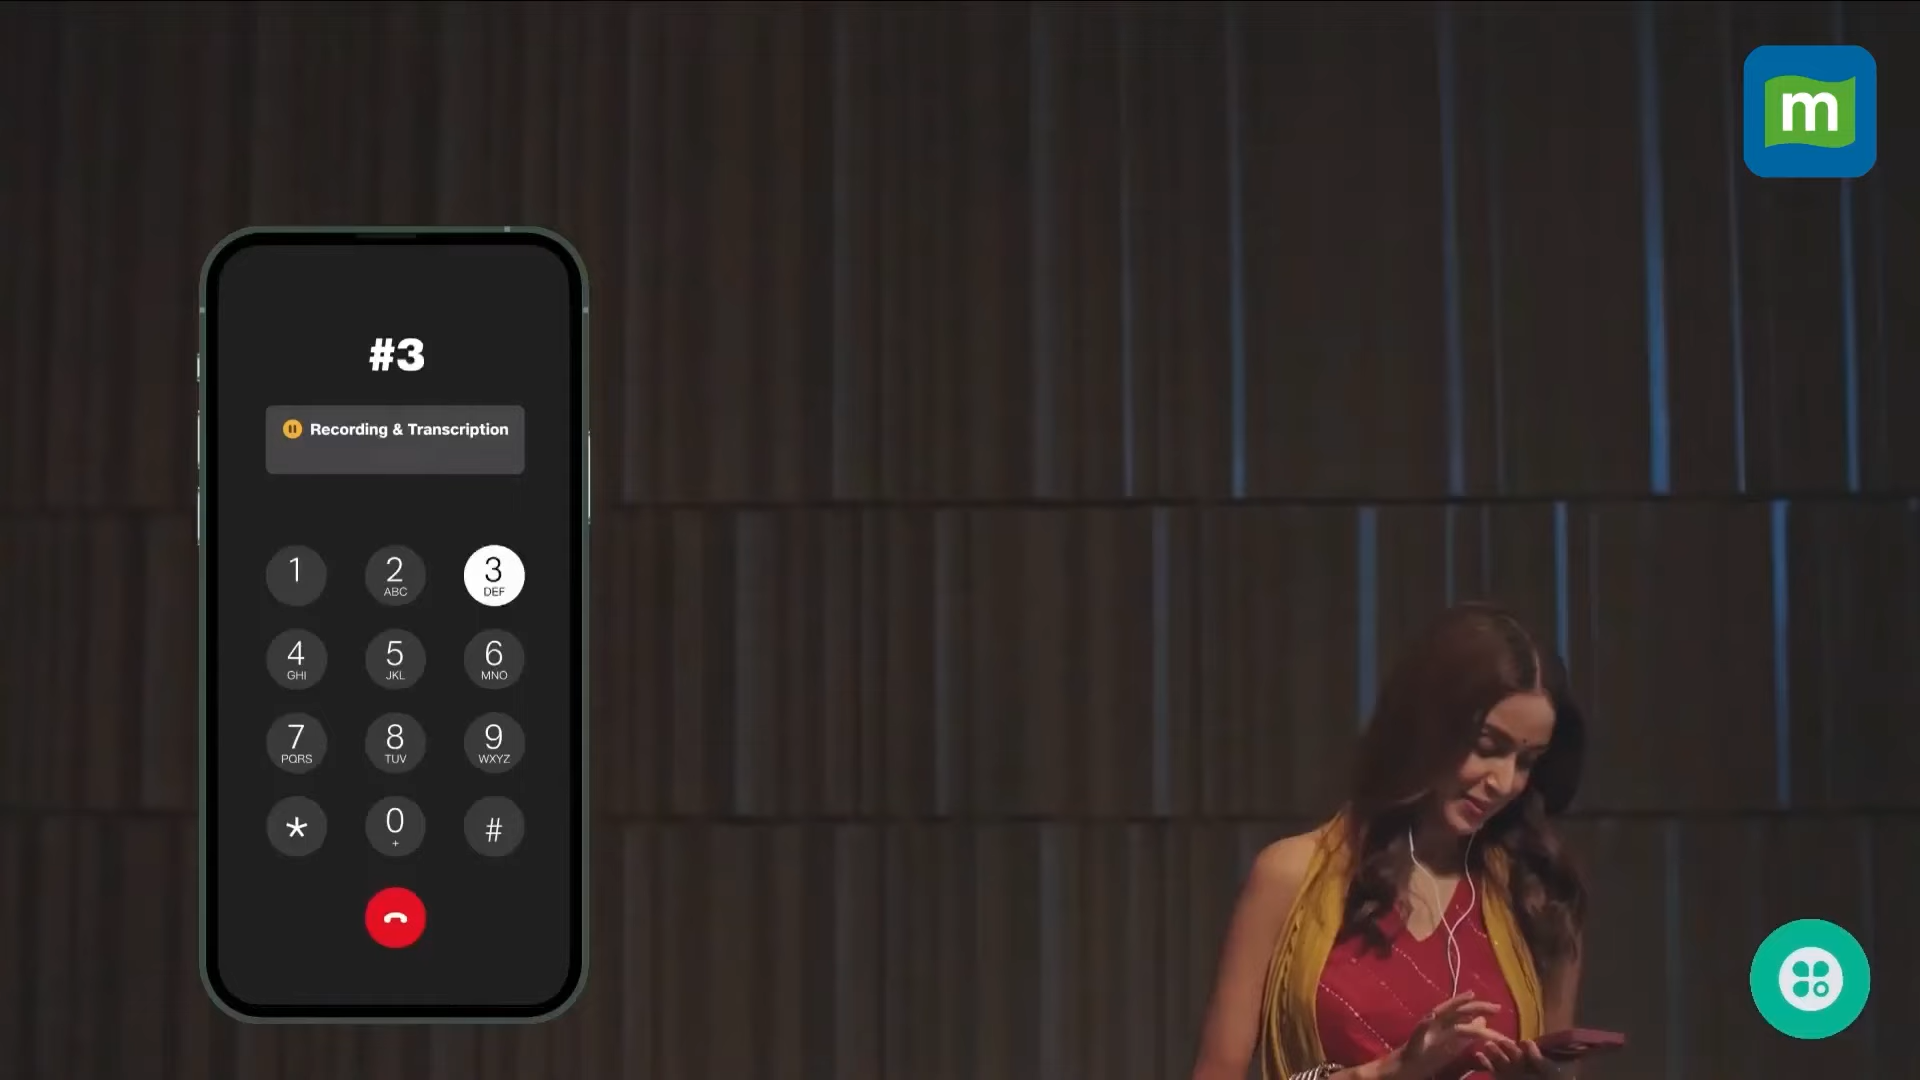 m
#3
Recording & Transcription
1
2
ABC
3
DEF
4
GHI
5
JKL
6
MNO
7
PQRS
8
TUV
9
WXYZ
*
0
+
#